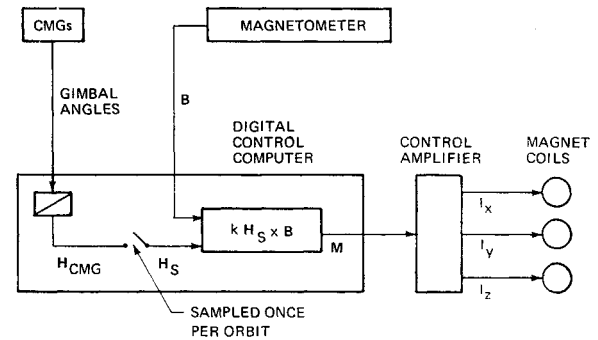 CMGs
MAGNETOMETER
GIMBAL
ANGLES
B
DIGITAL
CONTROL
COMPUTER
CONTROL
AMPLIFIER
MAGNET
COILS
k H_S x B
M
H_CMG
H_S
I_x
I_y
I_z
SAMPLED ONCE
PER ORBIT